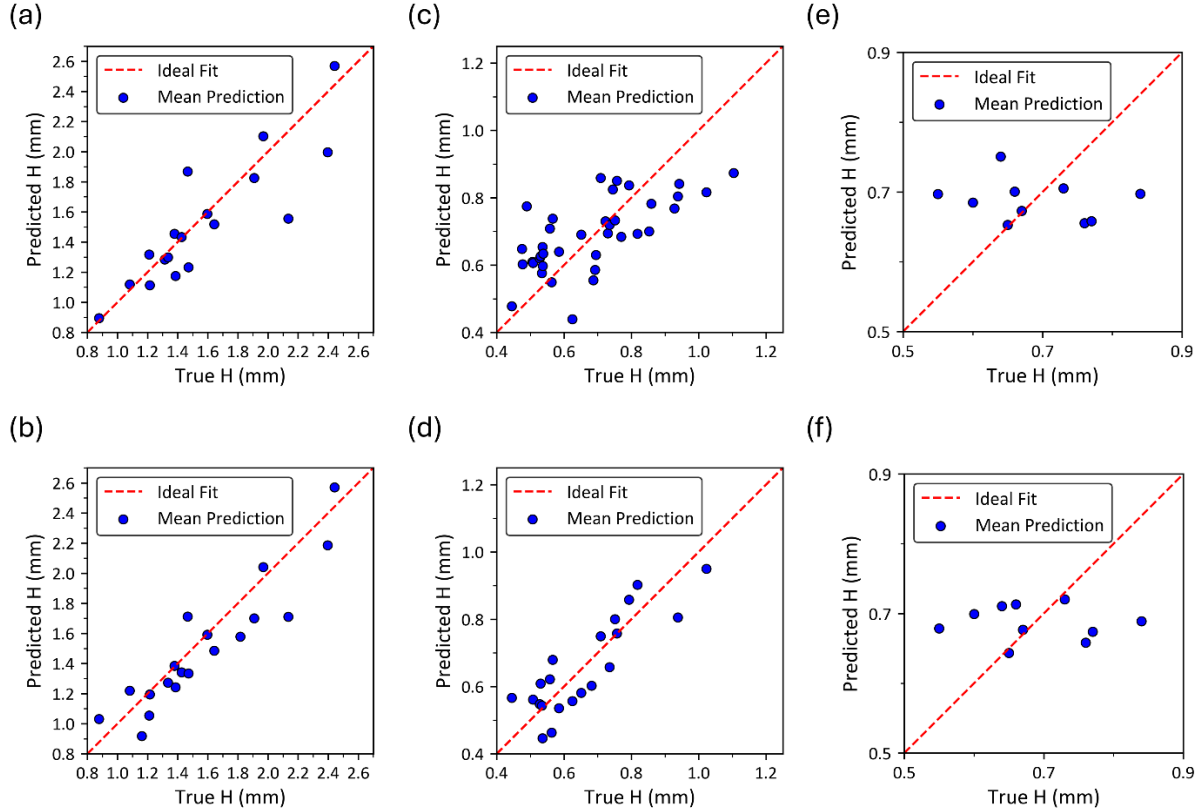 (a)
2.6
2.4
2.2
2.0
1.8
1.6
1.4
1.2
1.0
0.8
Predicted H (mm)
Ideal Fit
Mean Prediction
0.8 1.0 1.2 1.4 1.6 1.8 2.0 2.2 2.4 2.6
True H (mm)
(c)
1.2
1.0
0.8
0.6
0.4
Predicted H (mm)
Ideal Fit
Mean Prediction
0.4 0.6 0.8 1.0 1.2
True H (mm)
(e)
0.9
0.7
0.5
Predicted H (mm)
Ideal Fit
Mean Prediction
0.5 0.7 0.9
True H (mm)
(b)
2.6
2.4
2.2
2.0
1.8
1.6
1.4
1.2
1.0
0.8
Predicted H (mm)
Ideal Fit
Mean Prediction
0.8 1.0 1.2 1.4 1.6 1.8 2.0 2.2 2.4 2.6
True H (mm)
(d)
1.2
1.0
0.8
0.6
0.4
Predicted H (mm)
Ideal Fit
Mean Prediction
0.4 0.6 0.8 1.0 1.2
True H (mm)
(f)
0.9
0.7
0.5
Predicted H (mm)
Ideal Fit
Mean Prediction
0.5 0.7 0.9
True H (mm)